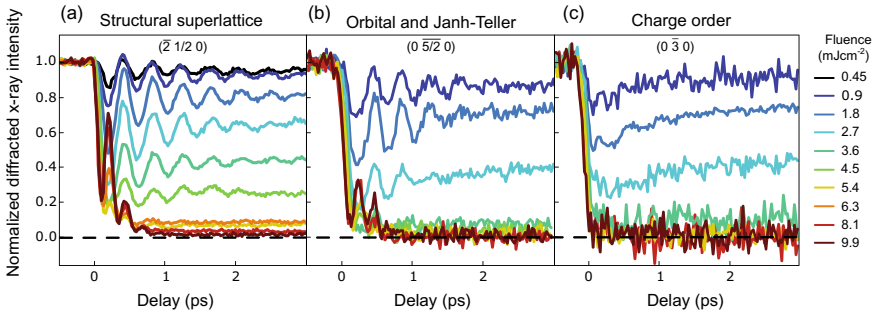 (a) Structural superlattice
(2̅ 1/2 0)
(b) Orbital and Janh-Teller
(0 5̅/̅2̅ 0)
(c) Charge order
(0 3̅ 0)
Fluence
(mJcm⁻²)
0.45
0.9
1.8
2.7
3.6
4.5
5.4
6.3
8.1
9.9
Normalized diffracted x-ray intensity
1.0
0.8
0.6
0.4
0.2
0.0
0 1 2
0 1 2
0 1 2
Delay (ps)
Delay (ps)
Delay (ps)